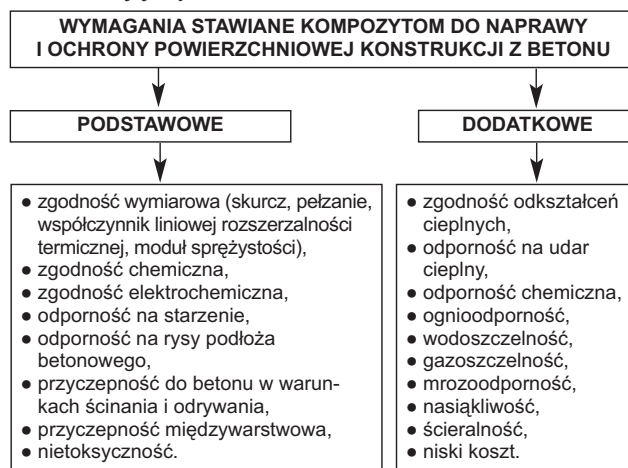 WYMAGANIA STAWIANE KOMPOZYTOM DO NAPRAWY
I OCHRONY POWIERZCHNIOWEJ KONSTRUKCJI Z BETONU
PODSTAWOWE
● zgodność wymiarowa (skurcz, pełzanie,
współczynnik liniowej rozszerzalności
termicznej, moduł sprężystości),
● zgodność chemiczna,
● zgodność elektrochemiczna,
● odporność na starzenie,
● odporność na rysy podłoża
betonowego,
● przyczepność do betonu w warun-
kach ścinania i odrywania,
● przyczepność międzywarstwowa,
● nietoksyczność.
DODATKOWE
● zgodność odkształceń
cieplnych,
● odporność na udar
cieplny,
● odporność chemiczna,
● ognioodporność,
● wodoszczelność,
● gazoszczelność,
● mrozoodporność,
● nasiąkliwość,
● ścieralność,
● niski koszt.